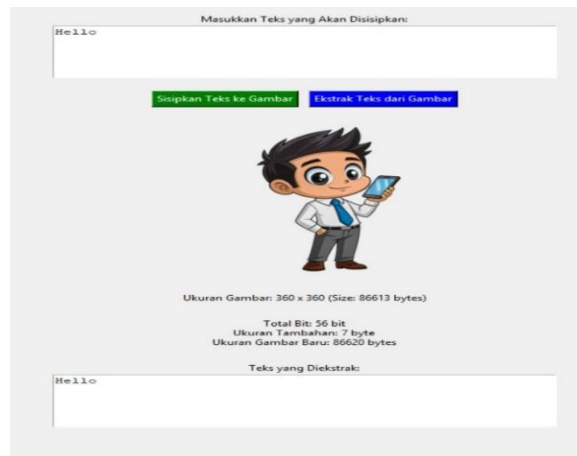 Masukkan Teks yang Akan Disisipkan:
Hello
Sisipkan Teks ke Gambar Ekstrak Teks dari Gambar
Ukuran Gambar: 360 x 360 (Size: 86613 bytes)
Total Bit: 56 bit
Ukuran Tambahan: 7 byte
Ukuran Gambar Baru: 86620 bytes
Teks yang Diekstrak:
Hello